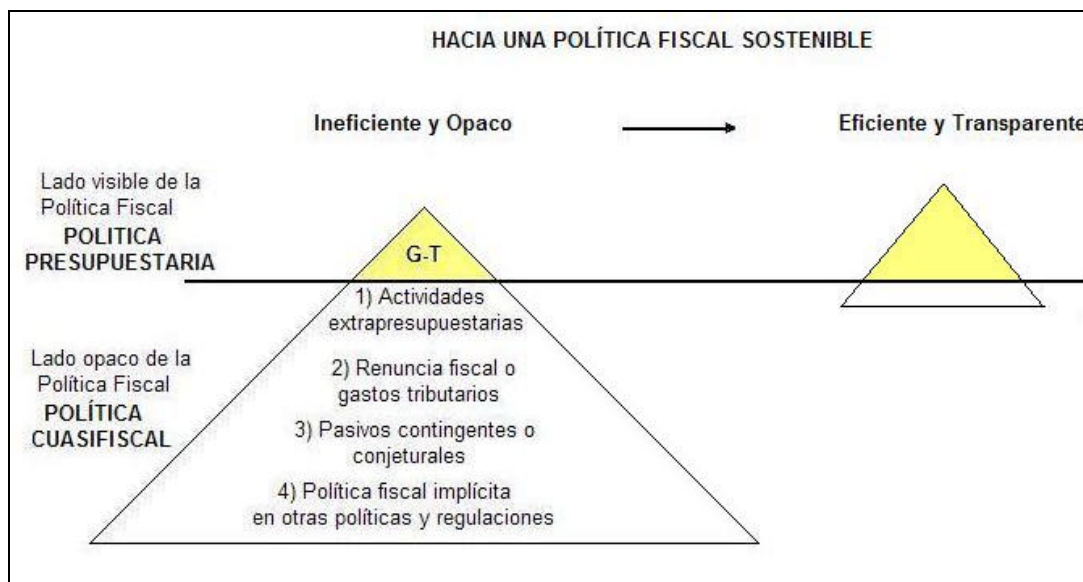 HACIA UNA POLÍTICA FISCAL SOSTENIBLE
Ineficiente y Opaco
Eficiente y Transparente
Lado visible de la
Política Fiscal
POLITICA
PRESUPUESTARIA
G-T
1) Actividades
extrapresupuestarias
Lado opaco de la
Política Fiscal
POLÍTICA
CUASIFISCAL
2) Renuncia fiscal o
gastos tributarios
3) Pasivos contingentes o
conjeturales
4) Política fiscal implícita
en otras políticas y regulaciones